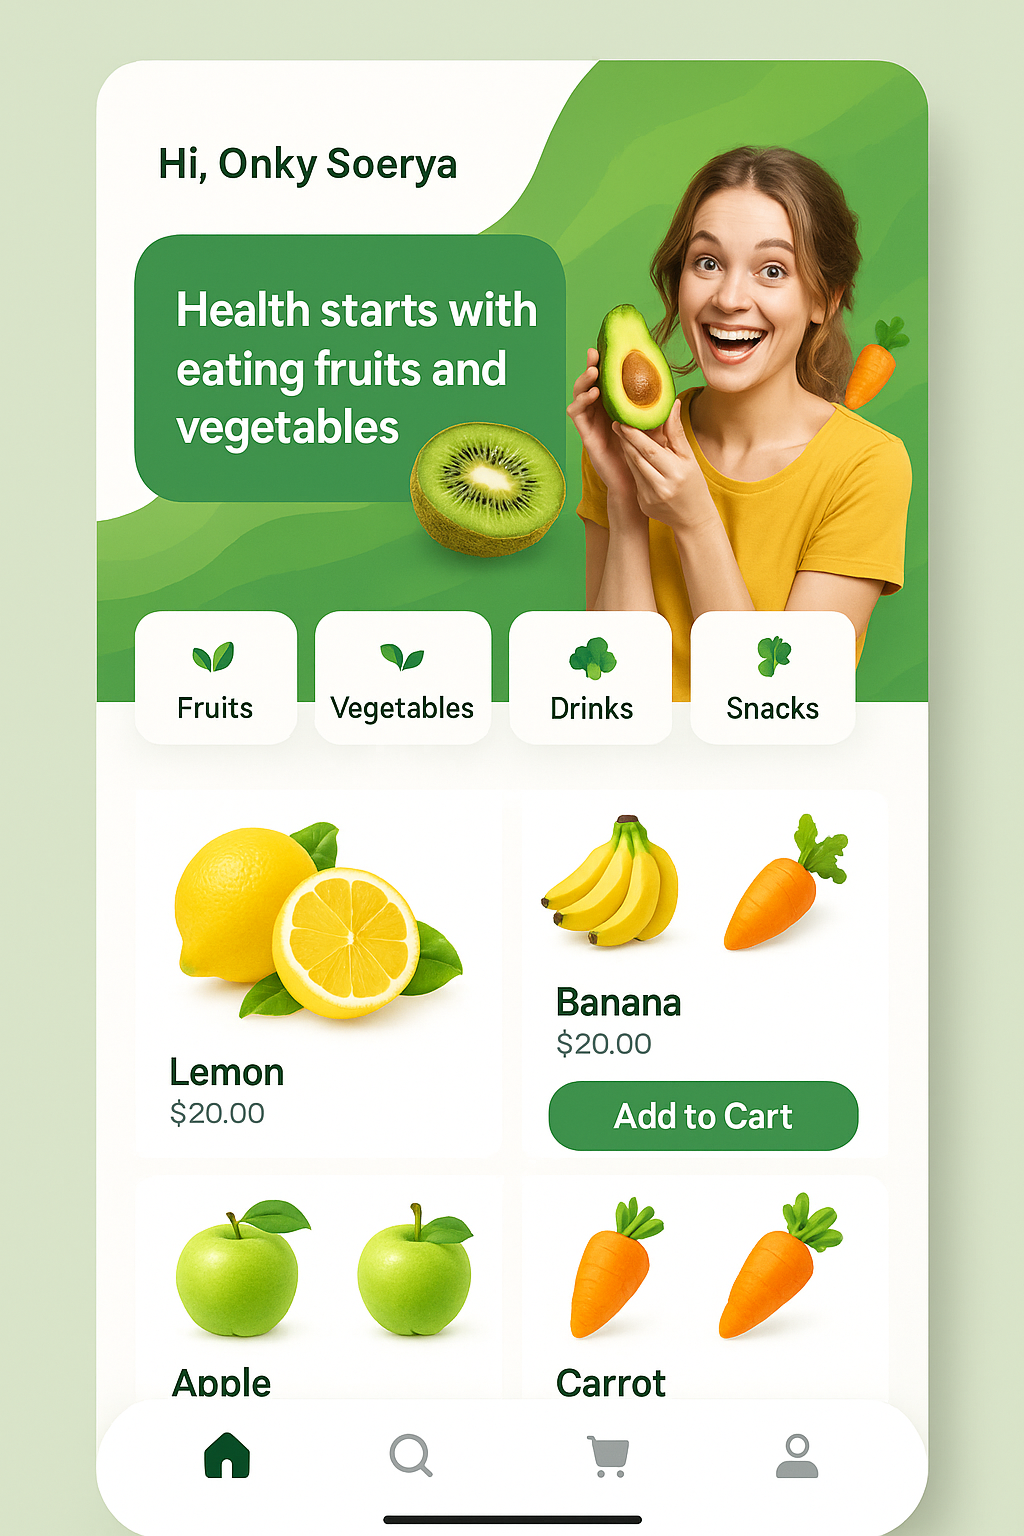 Hi, Onky Soerya
Health starts with
eating fruits and
vegetables
Fruits
Vegetables
Drinks
Snacks
Lemon
$20.00
Banana
$20.00
Add to Cart
Apple
Carrot